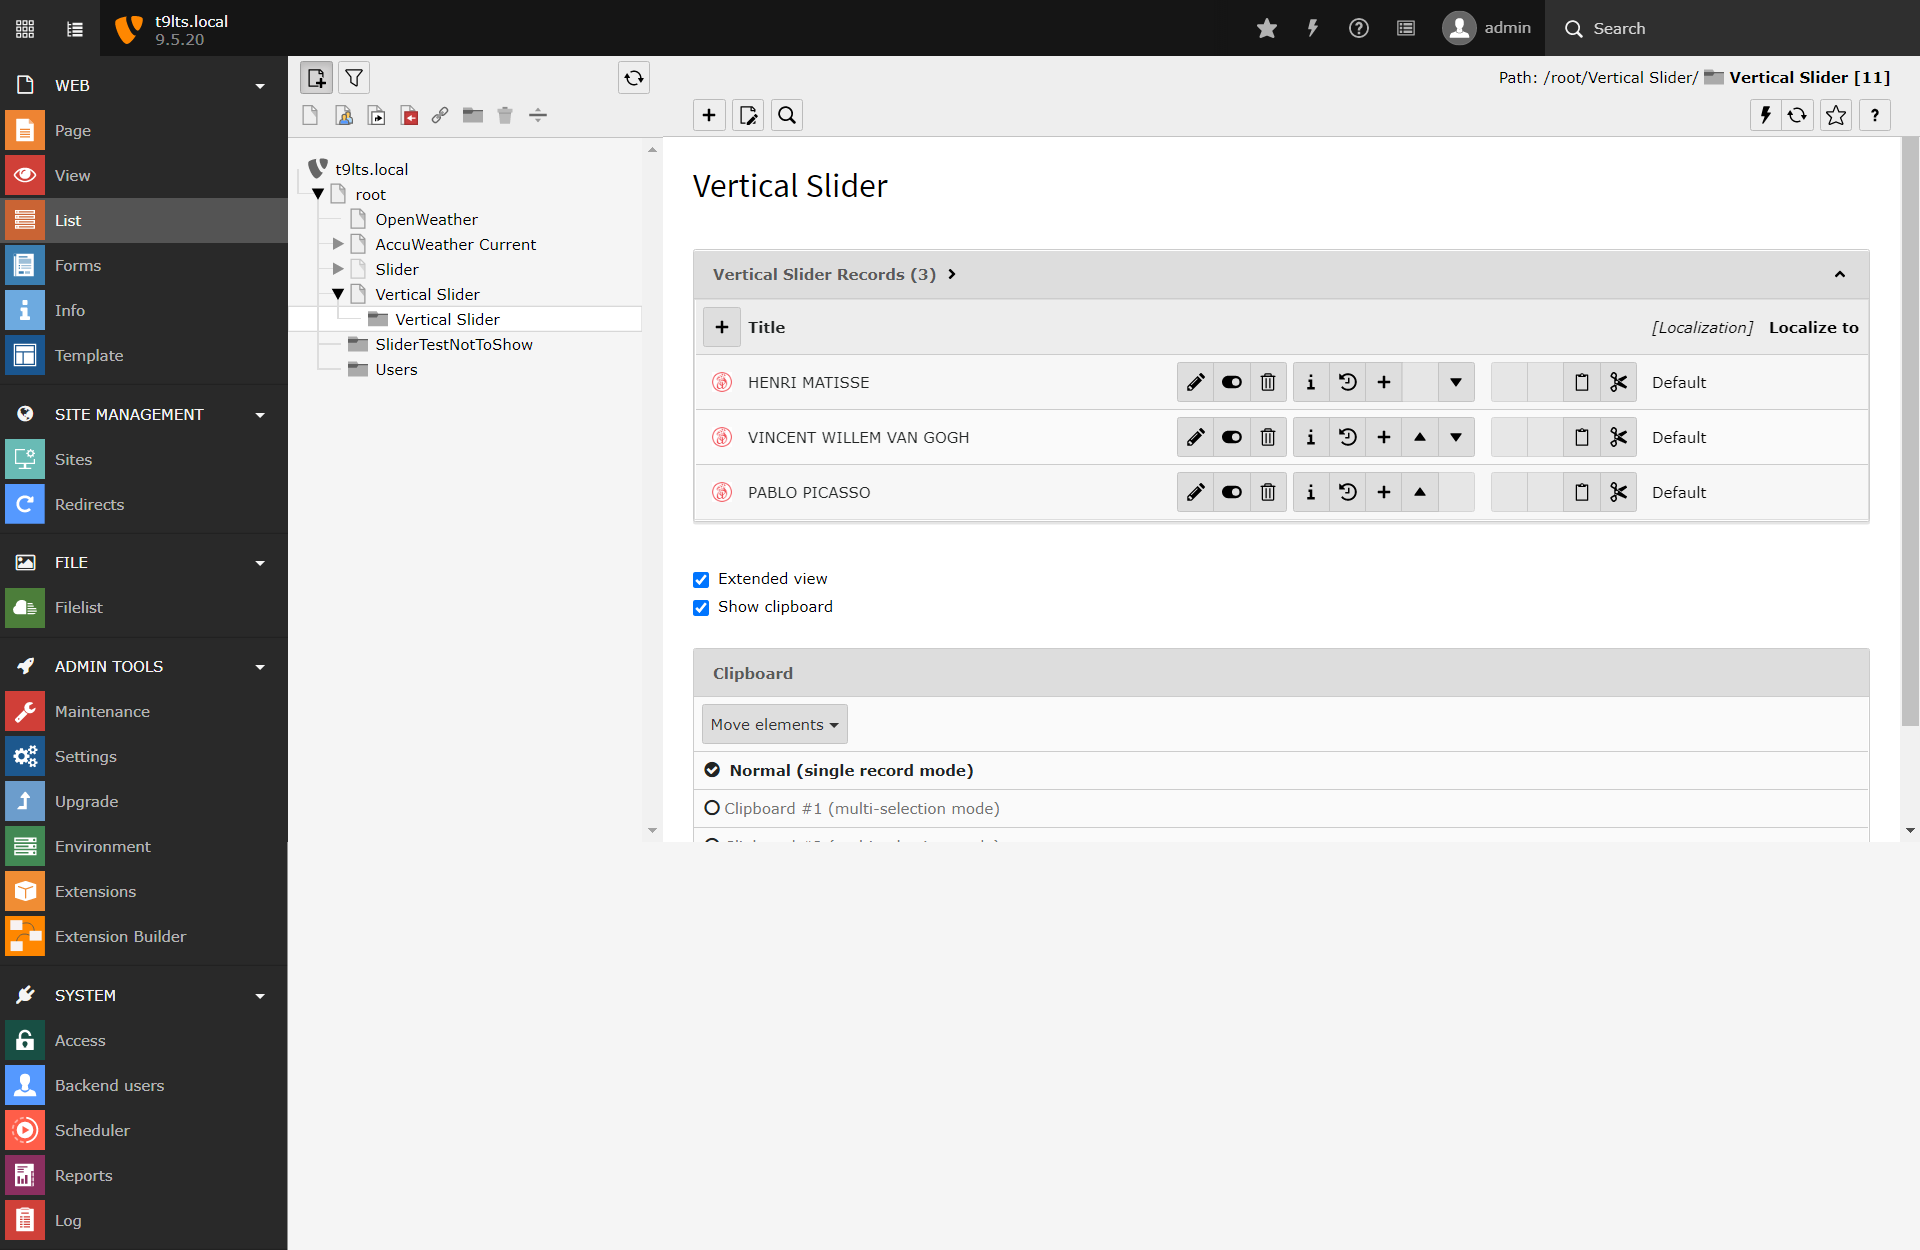 t9lts.local
9.5.20
admin
Search
WEB
Page
View
List
Forms
Info
Template
SITE MANAGEMENT
Sites
Redirects
FILE
Filelist
ADMIN TOOLS
Maintenance
Settings
Upgrade
Environment
Extensions
Extension Builder
SYSTEM
Access
Backend users
Scheduler
Reports
Log
t9lts.local
root
OpenWeather
AccuWeather Current
Slider
Vertical Slider
Vertical Slider
SliderTestNotToShow
Users
Path: /root/Vertical Slider/ Vertical Slider [11]
Vertical Slider
Vertical Slider Records (3)
Title [Localization] Localize to
HENRI MATISSE Default
VINCENT WILLEM VAN GOGH Default
PABLO PICASSO Default
Extended view
Show clipboard
Clipboard
Move elements
Normal (single record mode)
Clipboard #1 (multi-selection mode)